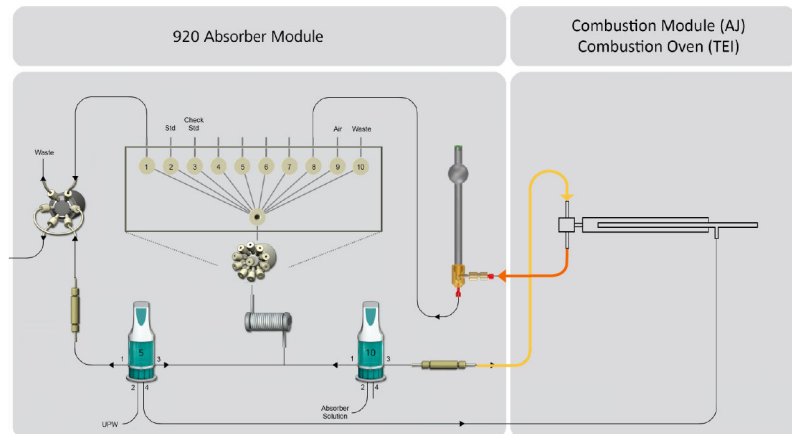 920 Absorber Module
Combustion Module (AJ)
Combustion Oven (TEI)
Std
Check
Std
Air
Waste
Waste
1 2 3 4 5 6 7 8 9 10
5
10
1 3
1 3
2 4
2 4
UPW
Absorber
Solution